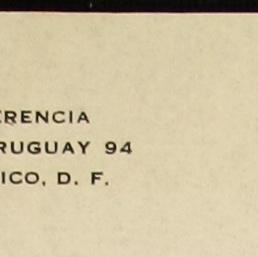 ERENCIA
RUGUAY 94
ICO, D. F.